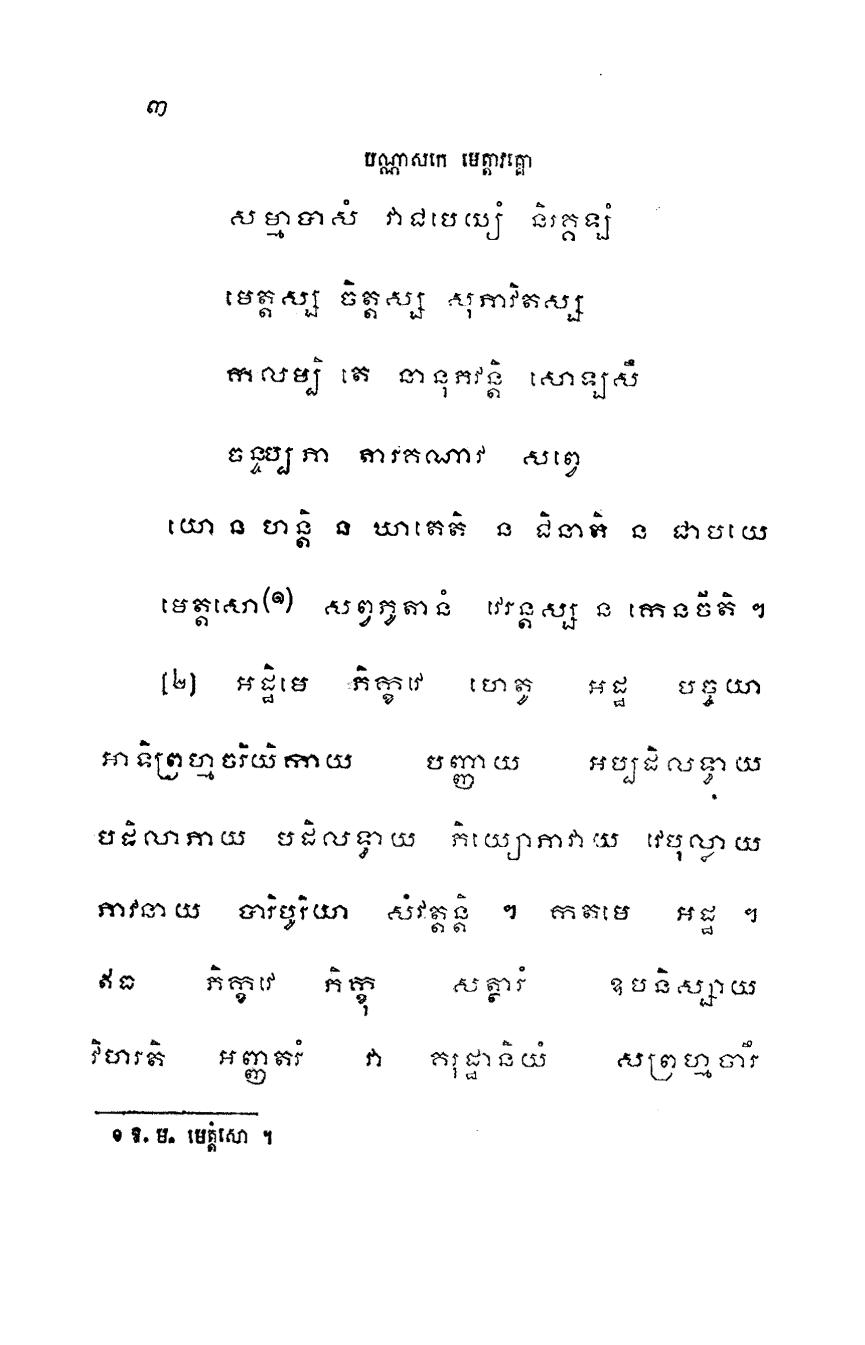 ៣
បណ្ណាសកេ មេត្តាវគ្គោ
សម្មាបាសំ វាជបេយ្យំ និរគ្គឡំ
មេត្តស្ស ចិត្តស្ស សុភាវិតស្ស
កលម្បិ តេ នានុភវន្តិ សោឡសឹ
ចន្ទប្បភា តារគណាវ សព្វេ
យោ ន ហន្តិ ន ឃាតេតិ ន ជិនាតិ ន ជាបយេ
មេត្តសោ(១) សព្វភូតានំ វេរន្តស្ស ន កេនចីតិ ។
[២] អដ្ឋិមេ ភិក្ខវេ ហេតូ អដ្ឋ បច្ចយា
អាទិព្រហ្មចរិយិកាយ បញ្ញាយ អប្បដិលទ្ធាយ
បដិលាភាយ បដិលទ្ធាយ ភិយ្យោភាវាយ វេបុល្លាយ
ភាវនាយ បារិបូរិយា សំវត្តន្តិ ។ កតមេ អដ្ឋ ។
ឥធ ភិក្ខវេ ភិក្ខុ សត្ថារំ ឧបនិស្សាយ
វិហរតិ អញ្ញតរំ វា គរុដ្ឋានិយំ សព្រហ្មចារឹ
១ ឱ. ម. មេត្តំសោ ។